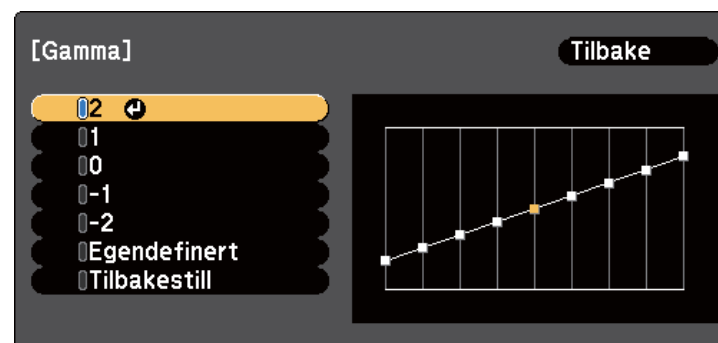 [Gamma]
Tilbake
2
1
0
-1
-2
Egendefinert
Tilbakestill